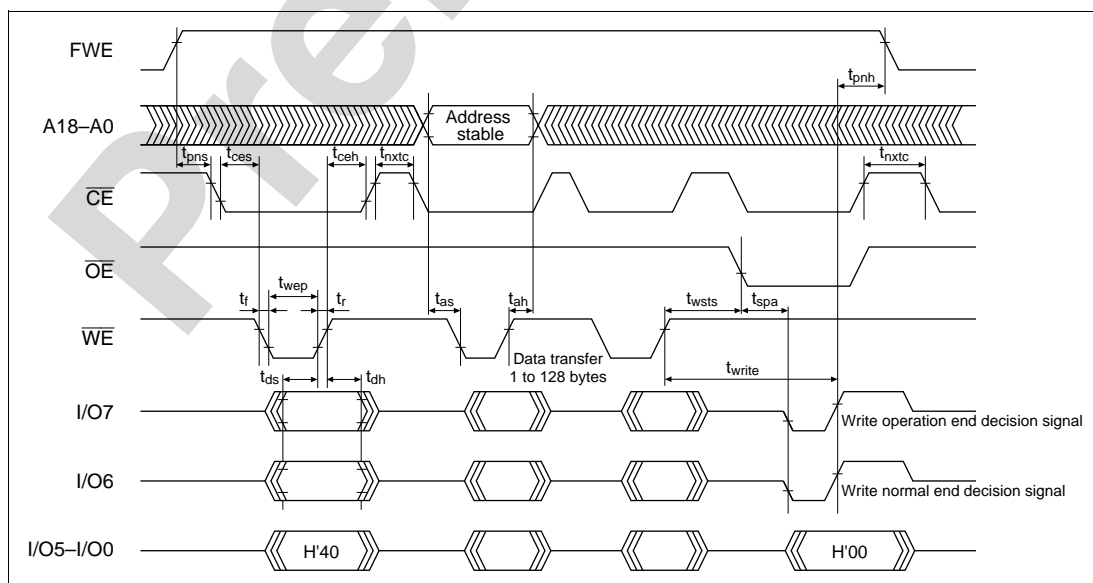 Pre
FWE
tpnh
A18–A0
Address
stable
tpns
tces
tceh
tnxtc
tnxtc
CE
OE
twep
tf
tr
tas
tah
twsts
tspa
WE
Data transfer
1 to 128 bytes
tds
tdh
twrite
I/O7
Write operation end decision signal
I/O6
Write normal end decision signal
I/O5–I/O0
H'40
H'00